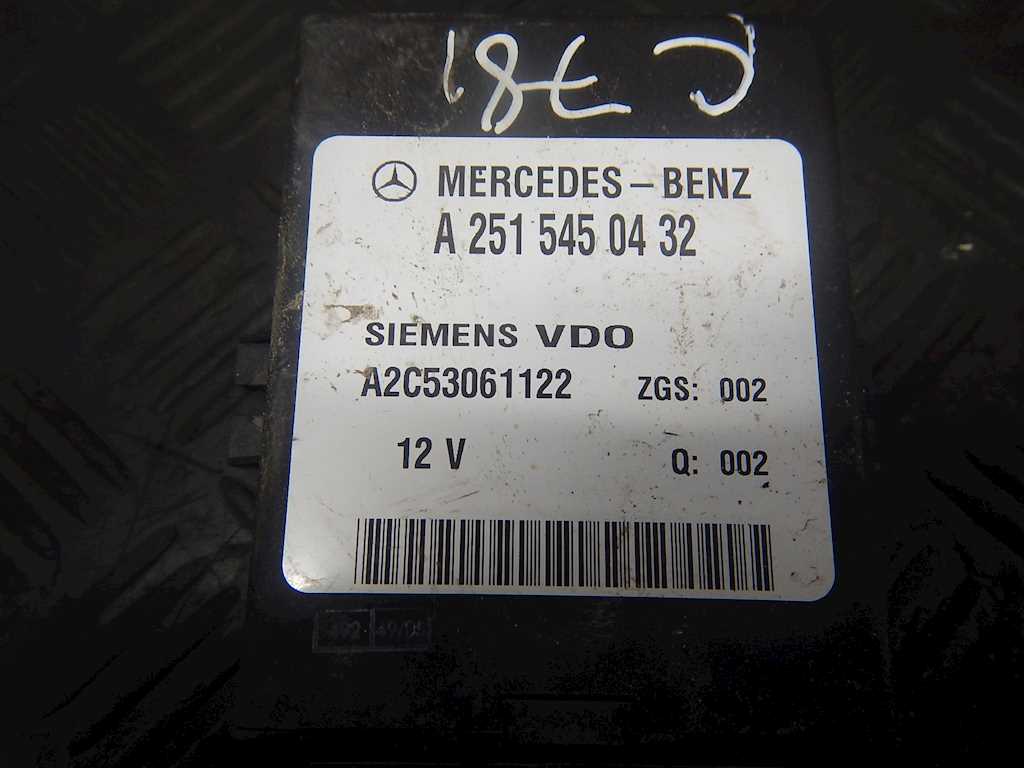 MERCEDES – BENZ
A 251 545 04 32
SIEMENS VDO
A2C53061122 ZGS: 002
12 V Q: 002